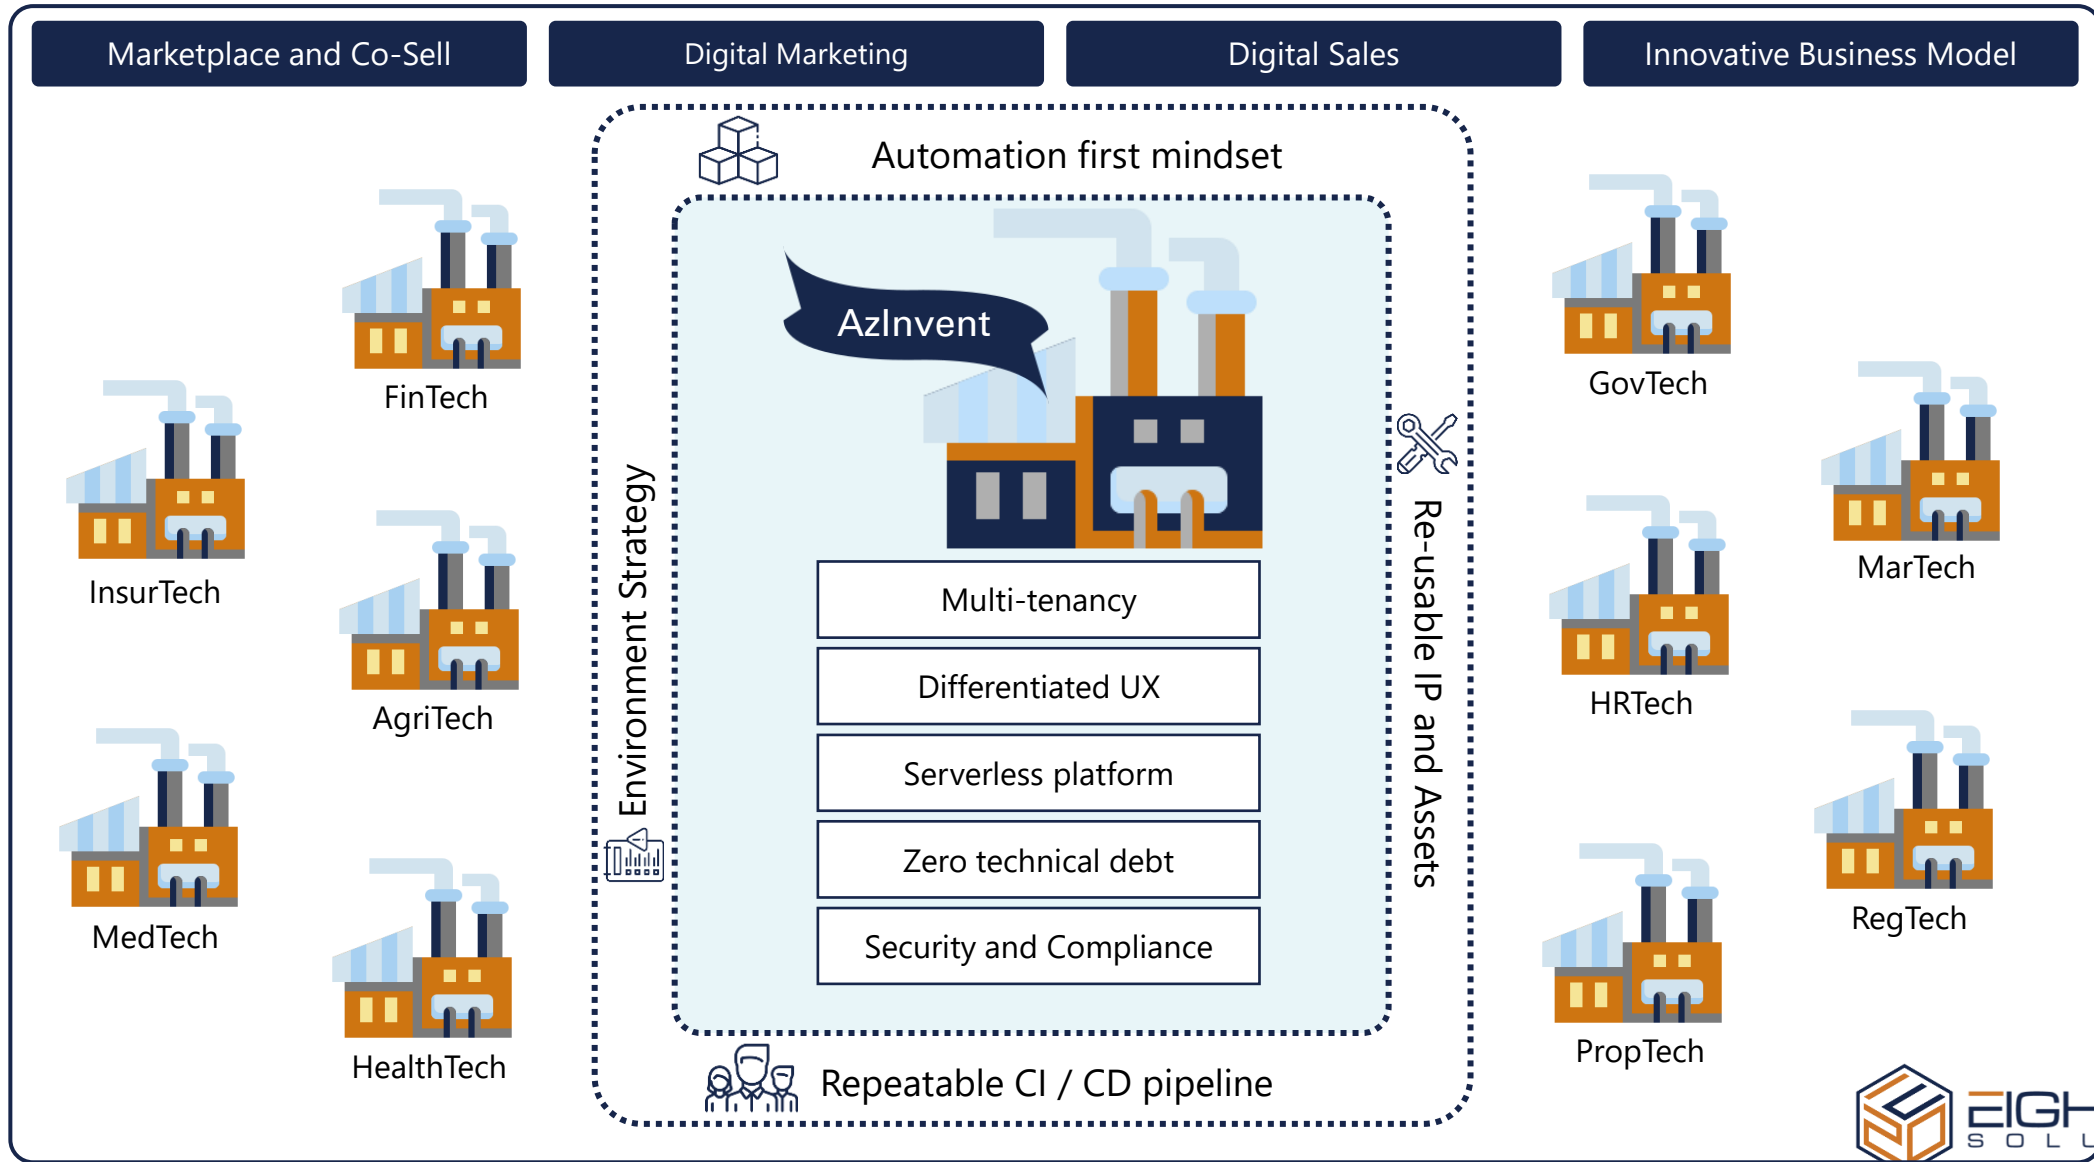 Marketplace and Co-Sell
Digital Marketing
Digital Sales
Innovative Business Model
Automation first mindset
AzInvent
Environment Strategy
Re-usable IP and Assets
Multi-tenancy
Differentiated UX
Serverless platform
Zero technical debt
Security and Compliance
Repeatable CI / CD pipeline
FinTech
InsurTech
AgriTech
MedTech
HealthTech
GovTech
MarTech
HRTech
RegTech
PropTech